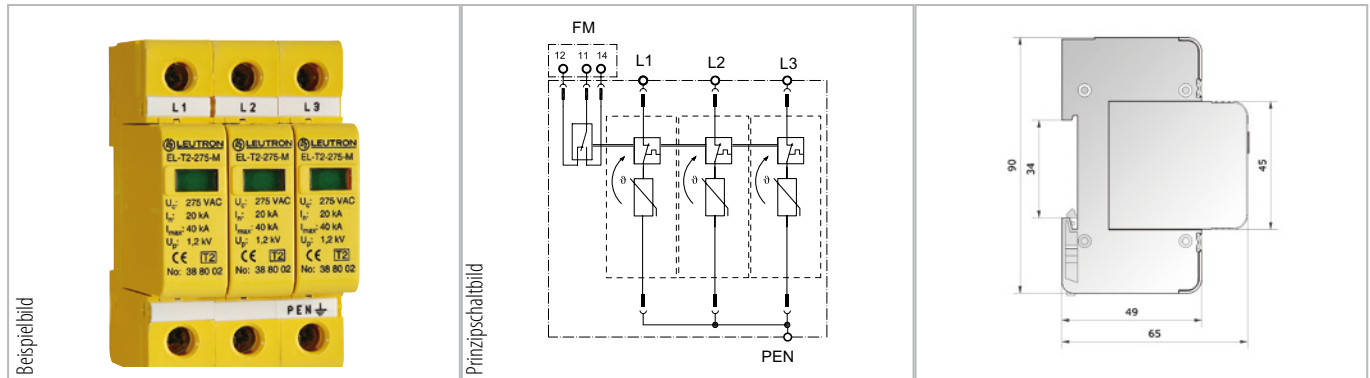 Beispielbild
L1 L2 L3
LEUTRON LEUTRON LEUTRON
EL-T2-275-M EL-T2-275-M EL-T2-275-M
Uc: 275 VAC Uc: 275 VAC Uc: 275 VAC
In: 20 kA In: 20 kA In: 20 kA
Imax: 40 kA Imax: 40 kA Imax: 40 kA
Up: 1,2 kV Up: 1,2 kV Up: 1,2 kV
CE T2 CE T2 CE T2
No: 38 80 02 No: 38 80 02 No: 38 80 02
PEN
Prinzipschaltbild
FM
12 11 14
L1 L2 L3
ϑ ϑ ϑ
PEN
90
34
45
49
65